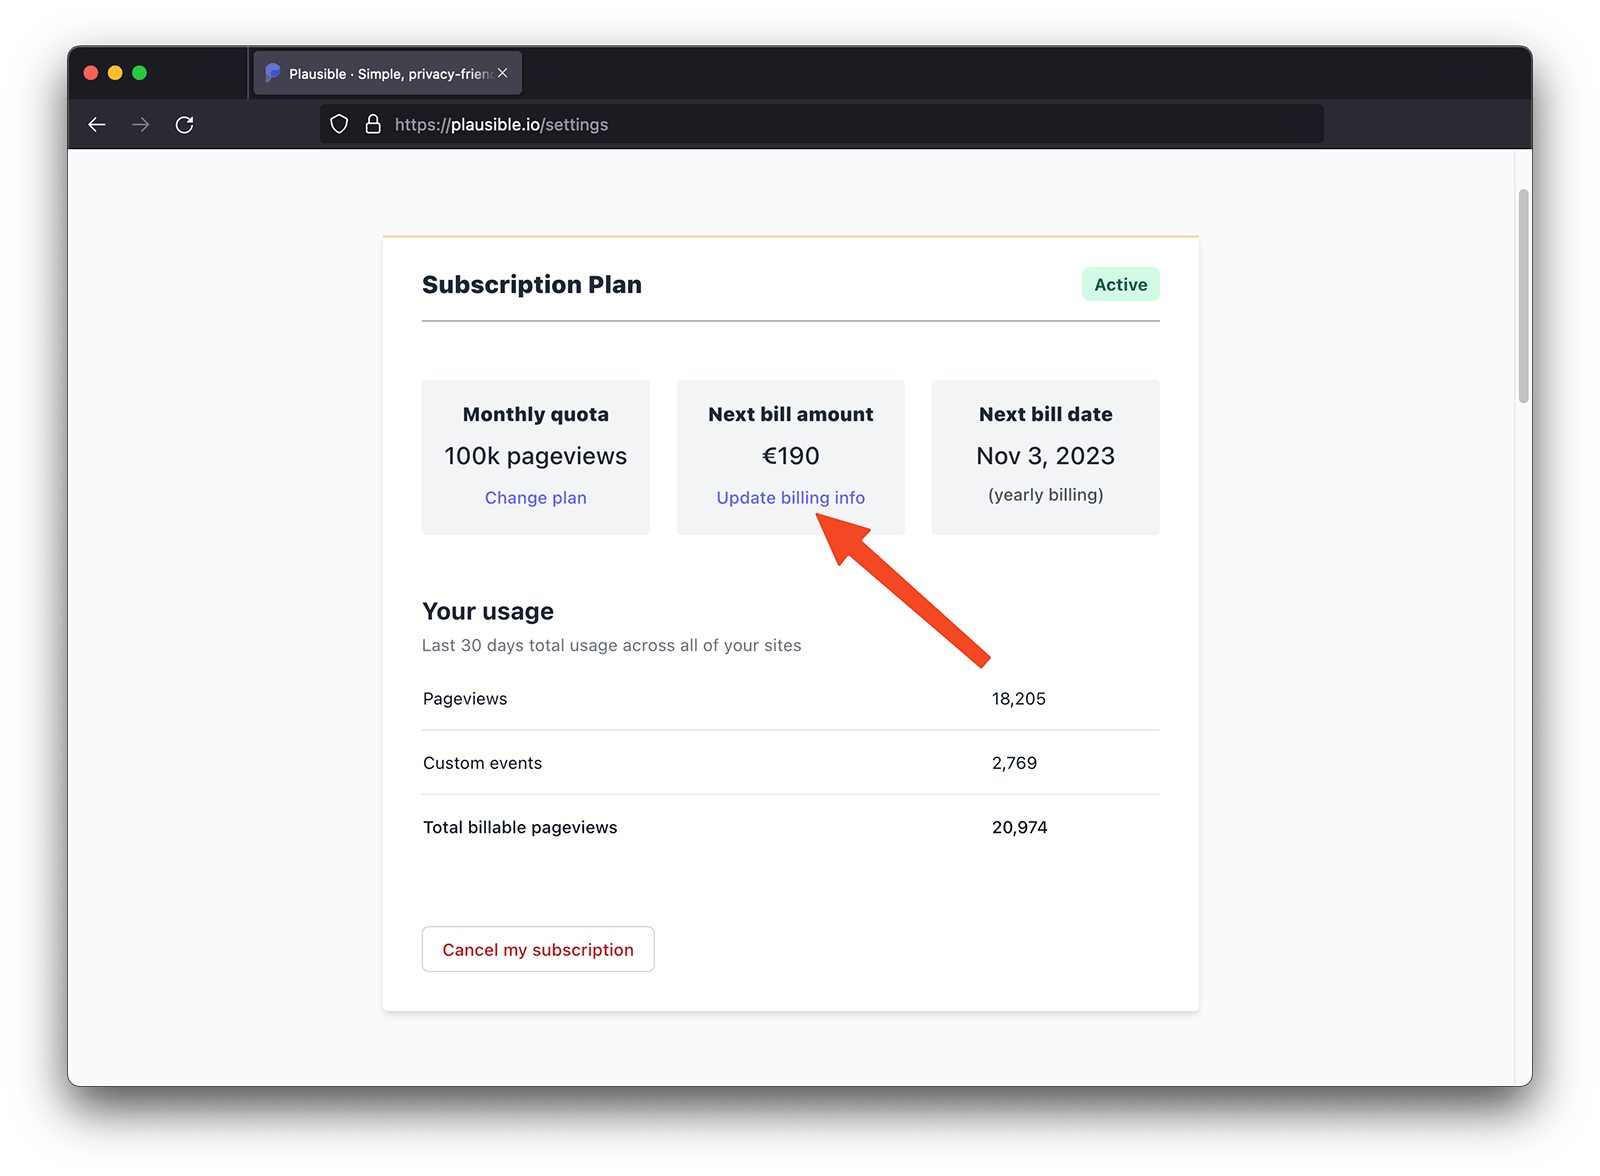 Plausible · Simple, privacy-frien
https://plausible.io/settings
Subscription Plan
Active
Monthly quota
100k pageviews
Change plan
Next bill amount
€190
Update billing info
Next bill date
Nov 3, 2023
(yearly billing)
Your usage
Last 30 days total usage across all of your sites
Pageviews 18,205
Custom events 2,769
Total billable pageviews 20,974
Cancel my subscription